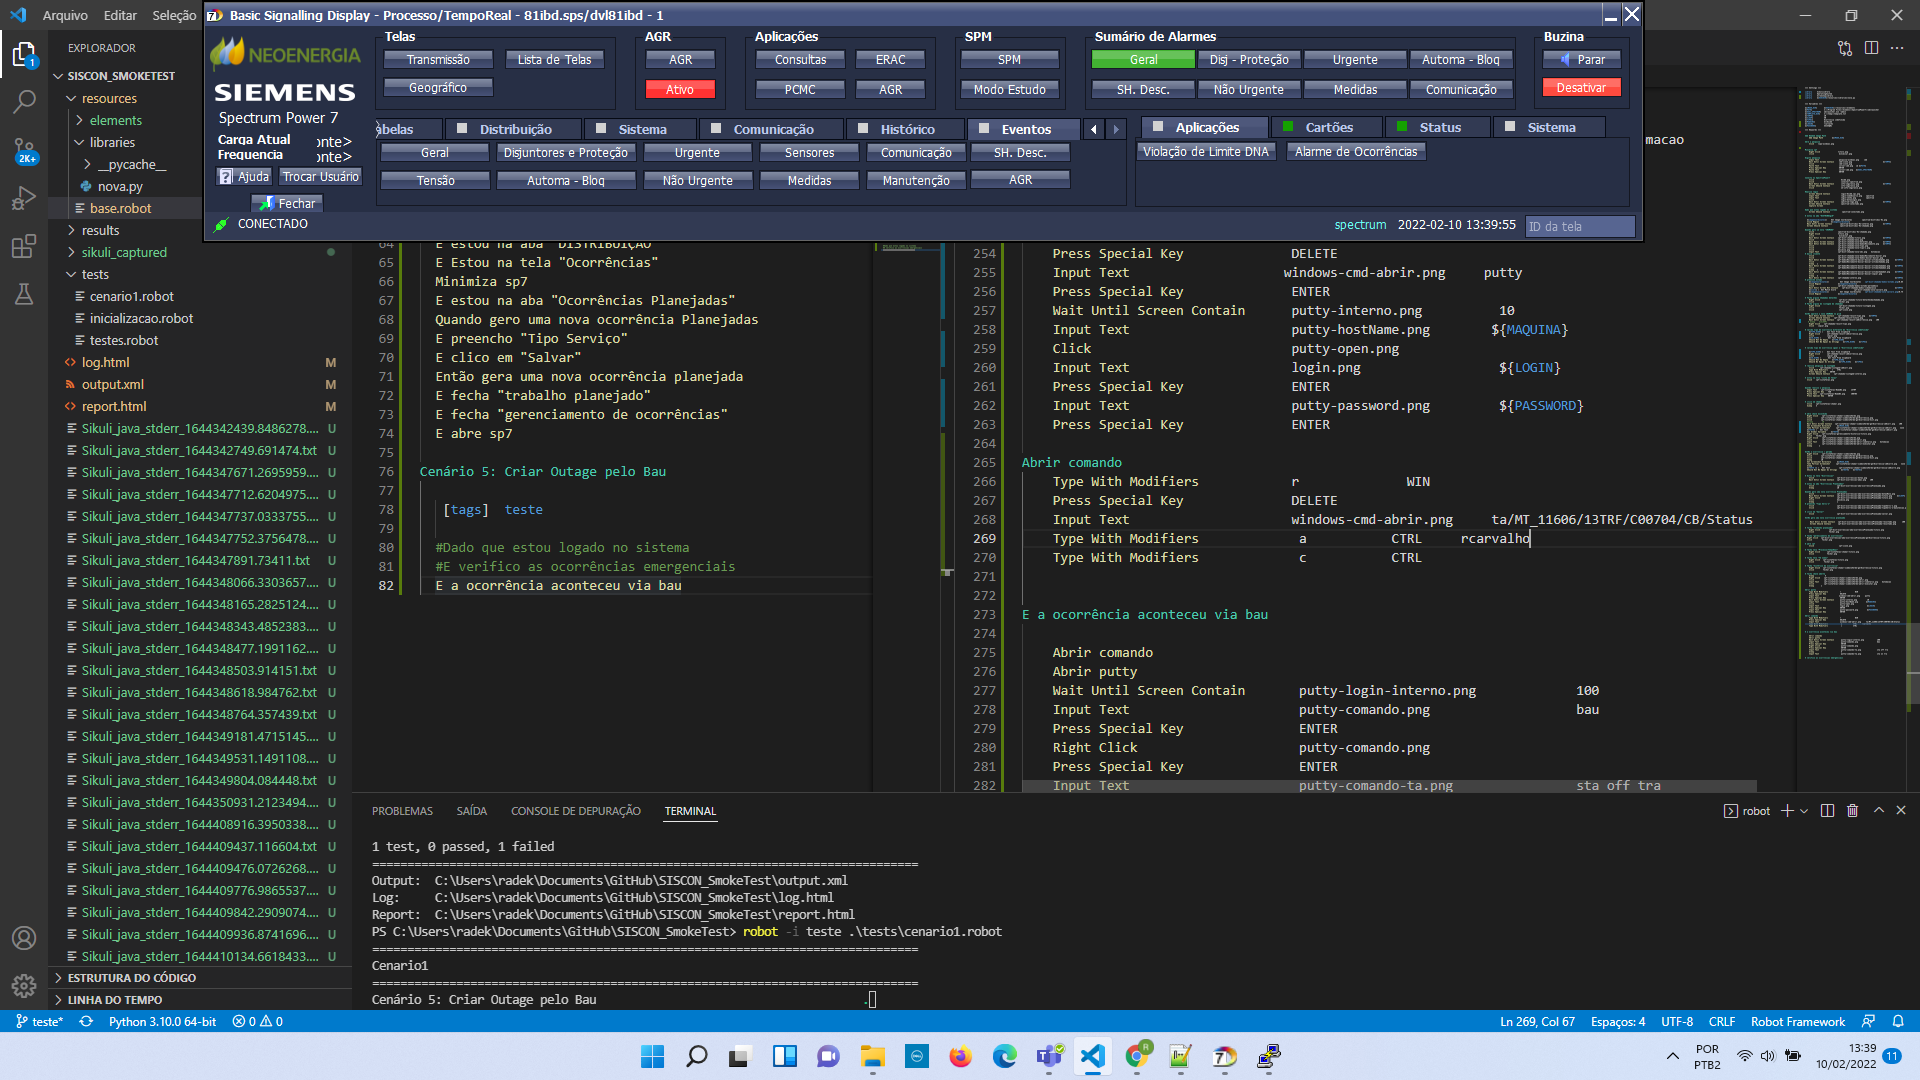 Arquivo Editar Seleção
Basic Signalling Display - Processo/TempoReal - 81ibd.sps/dvl81ibd - 1
NEOENERGIA
SIEMENS
Spectrum Power 7
Carga Atual onte>
Frequencia onte>
Ajuda Trocar Usuário
Fechar
CONECTADO
Telas
Transmissão Lista de Telas
Geográfico
AGR
AGR
Ativo
Aplicações
Consultas ERAC
PCMC AGR
SPM
SPM
Modo Estudo
Sumário de Alarmes
Geral Disj - Proteção Urgente Automa - Bloq
SH. Desc. Não Urgente Medidas Comunicação
Buzina
Parar
Desativar
abelas Distribuição Sistema Comunicação Histórico Eventos
Geral Disjuntores e Proteção Urgente Sensores Comunicação SH. Desc.
Tensão Automa - Bloq Não Urgente Medidas Manutenção AGR
Aplicações Cartões Status Sistema
Violação de Limite DNA Alarme de Ocorrências
spectrum 2022-02-10 13:39:55 ID da tela
EXPLORADOR
SISCON_SMOKETEST
resources
elements
libraries
__pycache__
nova.py
base.robot
results
sikuli_captured
tests
cenario1.robot
inicializacao.robot
testes.robot
log.html M
output.xml M
report.html M
Sikuli_java_stderr_1644342439.8486278.... U
Sikuli_java_stderr_1644342749.691474.txt U
Sikuli_java_stderr_1644347671.2695959.... U
Sikuli_java_stderr_1644347712.6204975.... U
Sikuli_java_stderr_1644347737.0333755.... U
Sikuli_java_stderr_1644347752.3756478.... U
Sikuli_java_stderr_1644347891.73411.txt U
Sikuli_java_stderr_1644348066.3303657.... U
Sikuli_java_stderr_1644348165.2825124.... U
Sikuli_java_stderr_1644348343.4852383.... U
Sikuli_java_stderr_1644348477.1991162.... U
Sikuli_java_stderr_1644348503.914151.txt U
Sikuli_java_stderr_1644348618.984762.txt U
Sikuli_java_stderr_1644348764.357439.txt U
Sikuli_java_stderr_1644349181.4715145.... U
Sikuli_java_stderr_1644349531.1491108.... U
Sikuli_java_stderr_1644349804.084448.txt U
Sikuli_java_stderr_1644350931.2123494.... U
Sikuli_java_stderr_1644408916.3950338.... U
Sikuli_java_stderr_1644409437.116604.txt U
Sikuli_java_stderr_1644409476.0726268.... U
Sikuli_java_stderr_1644409776.9865537.... U
Sikuli_java_stderr_1644409842.2909074.... U
Sikuli_java_stderr_1644409936.8741696.... U
Sikuli_java_stderr_1644410134.6618433.... U
ESTRUTURA DO CÓDIGO
LINHA DO TEMPO
1
2K+
macao
64 E estou na aba "DISTRIBUIÇÃO"
65 E Estou na tela "Ocorrências"
66 Minimiza sp7
67 E estou na aba "Ocorrências Planejadas"
68 Quando gero uma nova ocorrência Planejadas
69 E preencho "Tipo Serviço"
70 E clico em "Salvar"
71 Então gera uma nova ocorrência planejada
72 E fecha "trabalho planejado"
73 E fecha "gerenciamento de ocorrências"
74 E abre sp7
75
76 Cenário 5: Criar Outage pelo Bau
77
78 [tags] teste
79
80 #Dado que estou logado no sistema
81 #E verifico as ocorrências emergenciais
82 E a ocorrência aconteceu via bau
254 Press Special Key DELETE
255 Input Text windows-cmd-abrir.png putty
256 Press Special Key ENTER
257 Wait Until Screen Contain putty-interno.png 10
258 Input Text putty-hostName.png ${MAQUINA}
259 Click putty-open.png
260 Input Text login.png ${LOGIN}
261 Press Special Key ENTER
262 Input Text putty-password.png ${PASSWORD}
263 Press Special Key ENTER
264
265 Abrir comando
266 Type With Modifiers r WIN
267 Press Special Key DELETE
268 Input Text windows-cmd-abrir.png ta/MT_11606/13TRF/C00704/CB/Status
269 Type With Modifiers a CTRL rcarvalho
270 Type With Modifiers c CTRL
271
272
273 E a ocorrência aconteceu via bau
274
275 Abrir comando
276 Abrir putty
277 Wait Until Screen Contain putty-login-interno.png 100
278 Input Text putty-comando.png bau
279 Press Special Key ENTER
280 Right Click putty-comando.png
281 Press Special Key ENTER
282 Input Text putty-comando-ta.png sta off tra
PROBLEMAS SAÍDA CONSOLE DE DEPURAÇÃO TERMINAL
robot
1 test, 0 passed, 1 failed
==============================================================================
Output: C:\Users\radek\Documents\GitHub\SISCON_SmokeTest\output.xml
Log: C:\Users\radek\Documents\GitHub\SISCON_SmokeTest\log.html
Report: C:\Users\radek\Documents\GitHub\SISCON_SmokeTest\report.html
PS C:\Users\radek\Documents\GitHub\SISCON_SmokeTest> robot -i teste .\tests\cenario1.robot
==============================================================================
Cenario1
==============================================================================
Cenário 5: Criar Outage pelo Bau .
teste* Python 3.10.0 64-bit 0 0
Ln 269, Col 67 Espaços: 4 UTF-8 CRLF Robot Framework
POR
PTB2
13:39
10/02/2022
11